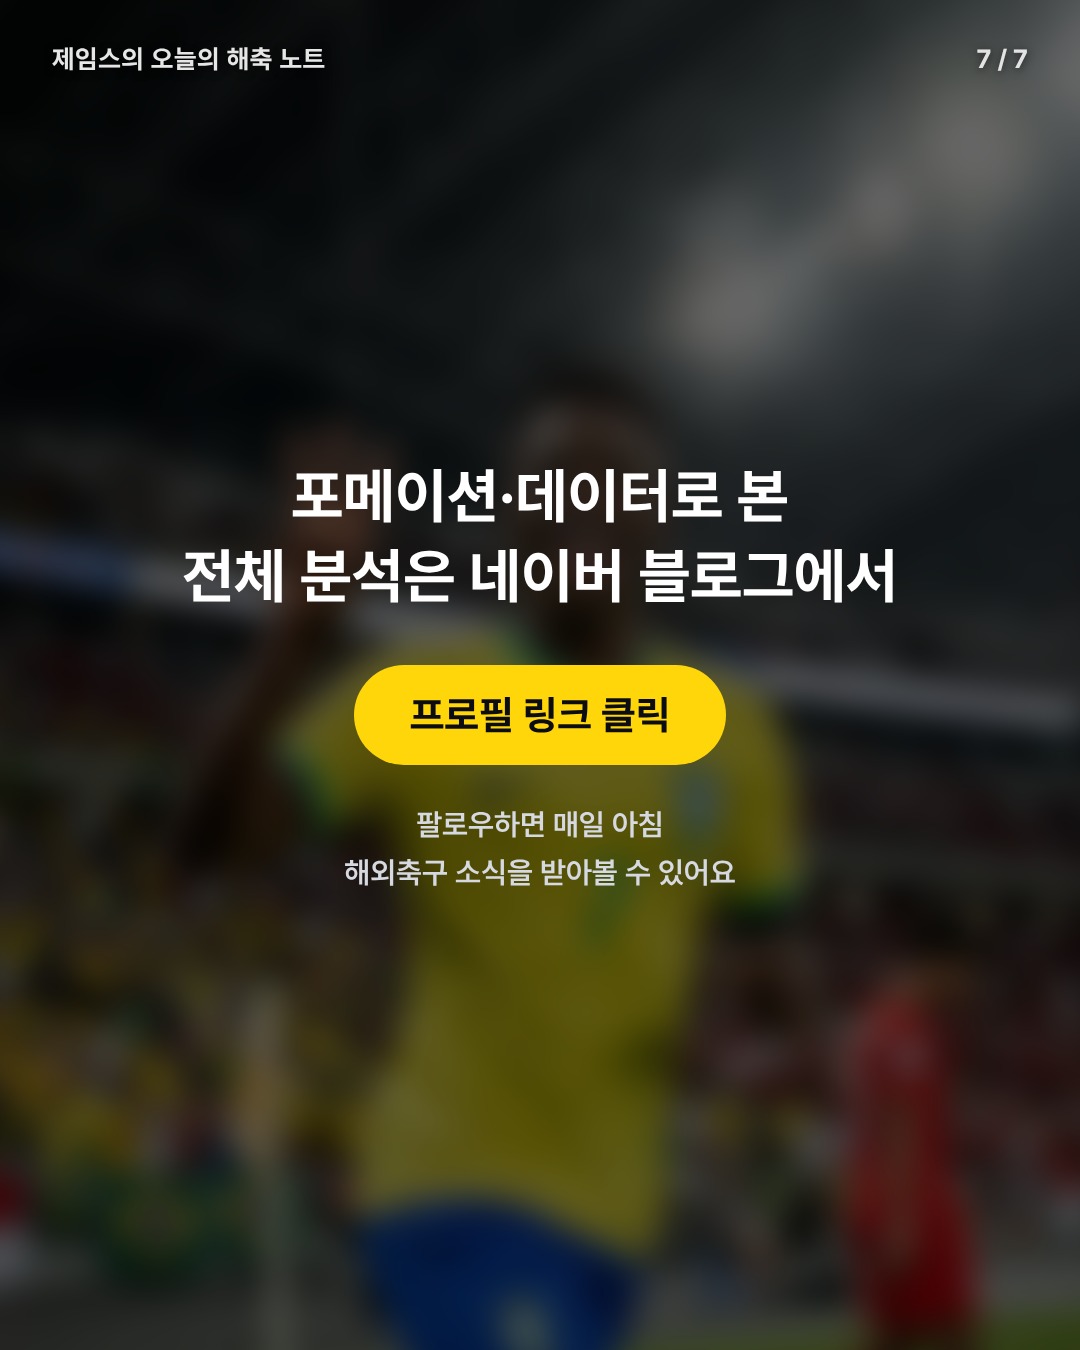 제임스의 오늘의 해축 노트
7 / 7
포메이션·데이터로 본
전체 분석은 네이버 블로그에서
프로필 링크 클릭
팔로우하면 매일 아침
해외축구 소식을 받아볼 수 있어요